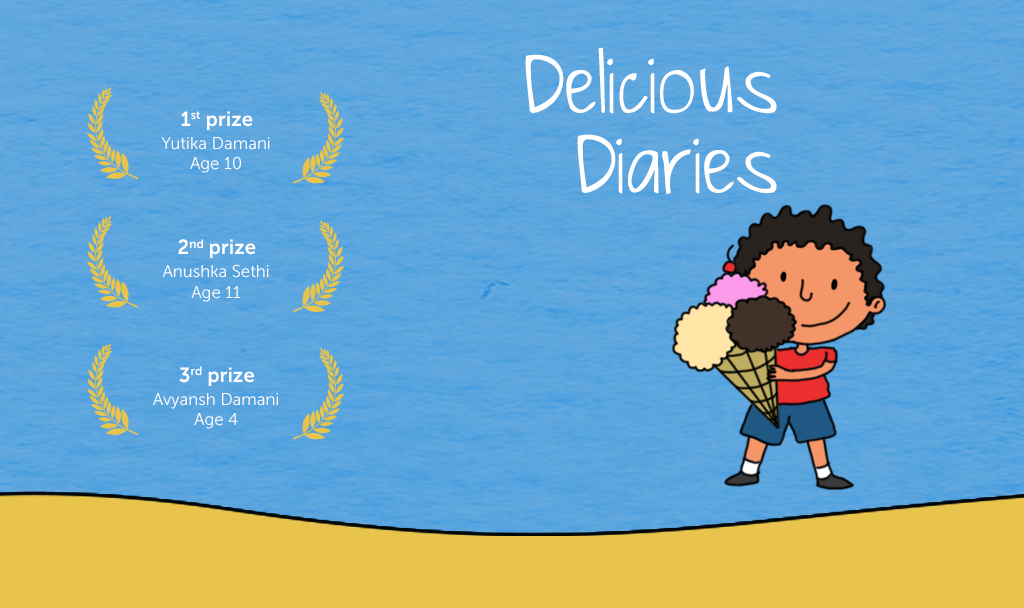 Delicious
Diaries
1st prize
Yutika Damani
Age 10
2nd prize
Anushka Sethi
Age 11
3rd prize
Avyansh Damani
Age 4